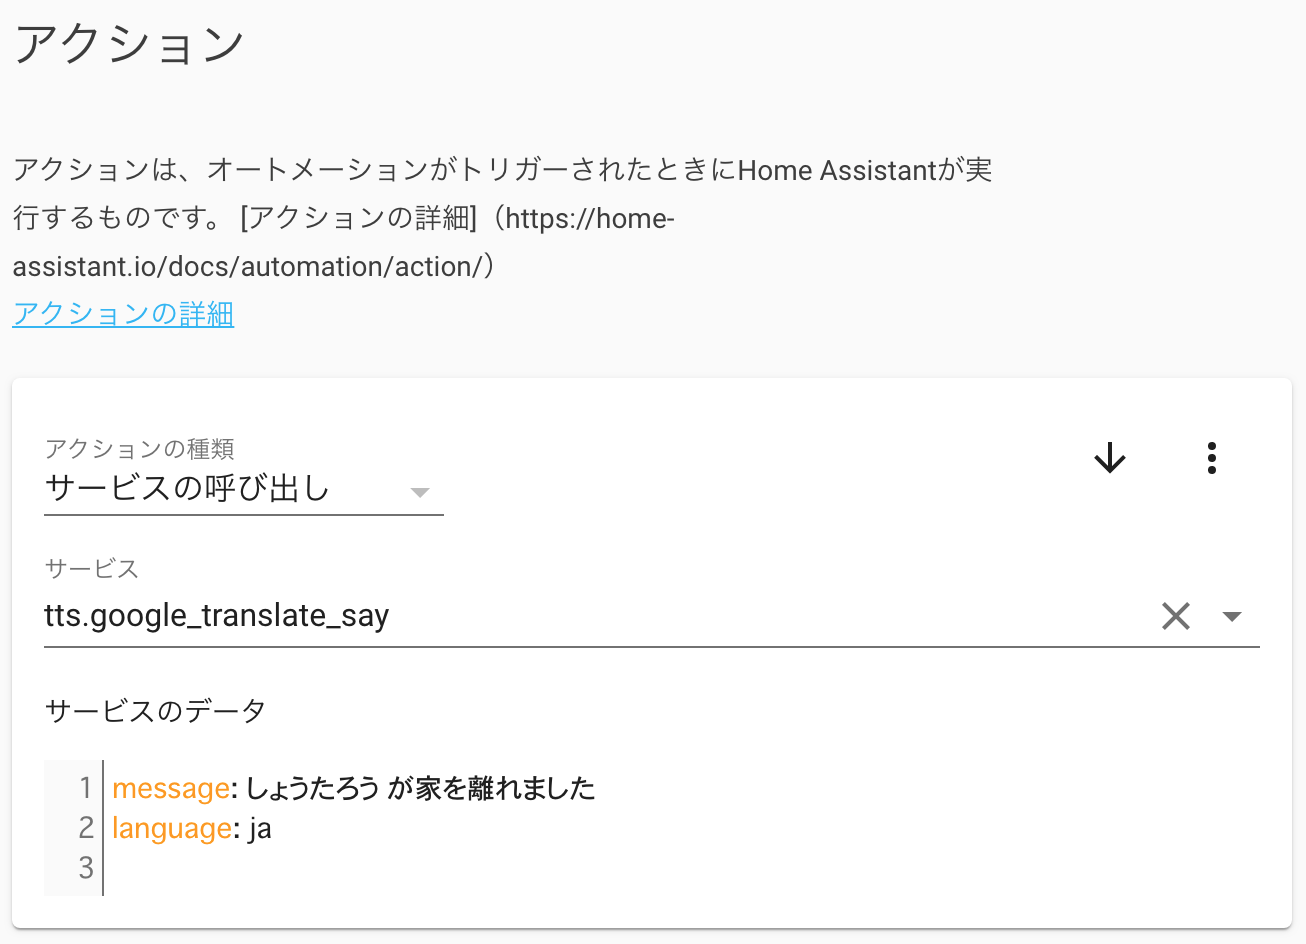 アクション
アクションは、オートメーションがトリガーされたときにHome Assistantが実
行するものです。 [アクションの詳細]（https://home-
assistant.io/docs/automation/action/）
アクションの詳細
アクションの種類
サービスの呼び出し
サービス
tts.google_translate_say
サービスのデータ
1 message: しょうたろう が家を離れました
2 language: ja
3